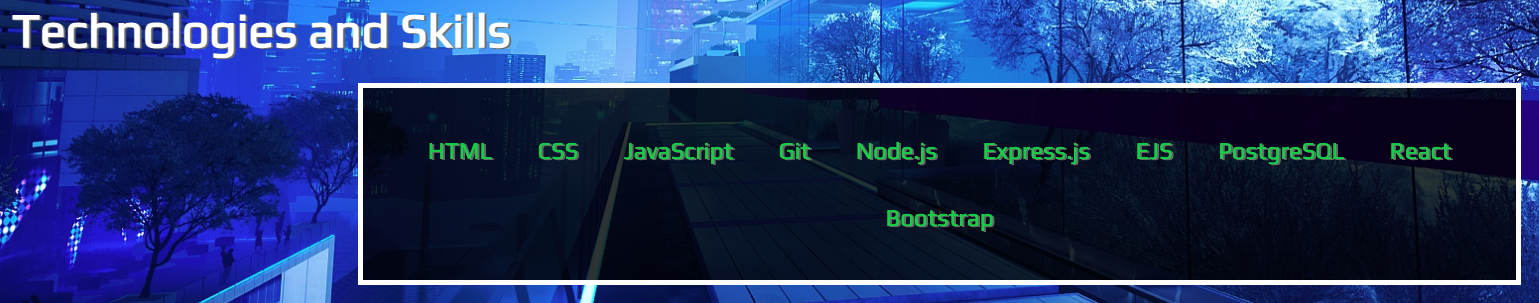 Technologies and Skills
HTML CSS JavaScript Git Node.js Express.js EJS PostgreSQL React
Bootstrap